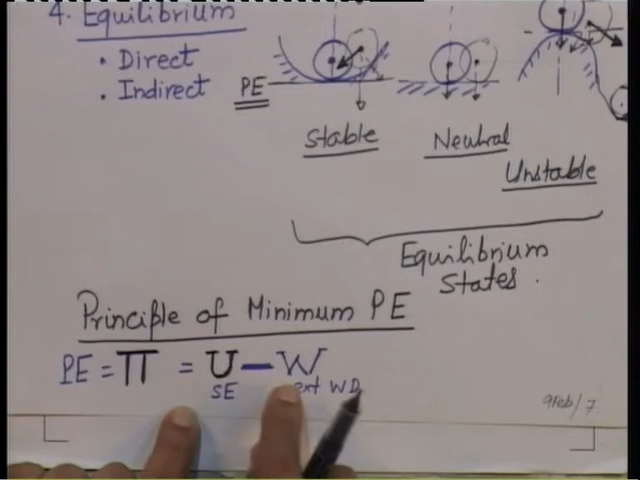 4. Equilibrium
• Direct
• Indirect
PE
Stable
Neutral
Unstable
Equilibrium
States.
Principle of Minimum PE
PE = Π = U − W
SE
ext WD
9Feb/7